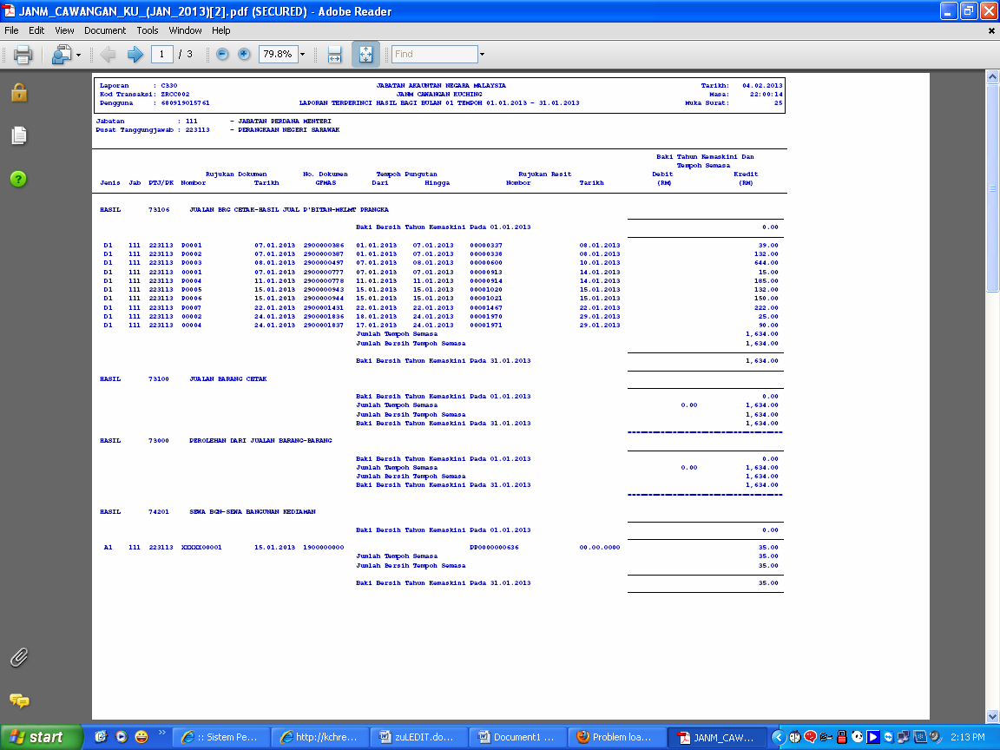 JANM_CAWANGAN_KU_(JAN_2013)[2].pdf (SECURED) - Adobe Reader
File Edit View Document Tools Window Help
1 / 3 79.8% Find
Laporan : C330 JABATAN AKAUNTAN NEGARA MALAYSIA Tarikh: 04.02.2013
Kod Transaksi: ZRCC002 JANM CAWANGAN KUCHING Masa: 22:00:14
Pengguna : 680919015761 LAPORAN TERPERINCI HASIL BAGI BULAN 01 TEMPOH 01.01.2013 - 31.01.2013 Muka Surat: 25
Jabatan : 111 - JABATAN PERDANA MENTERI
Pusat Tanggungjawab : 223113 - PERANGKAAN NEGERI SARAWAK
Baki Tahun Kemaskini Dan
Tempoh Semasa
Rujukan Dokumen No. Dokumen Tempoh Pungutan Rujukan Resit Debit Kredit
Jenis Jab PTJ/PK Nombor Tarikh GFMAS Dari Hingga Nombor Tarikh (RM) (RM)
HASIL 73106 JUALAN BRG CETAK-HASIL JUAL P'BITAN-MKLMT PRANGKA
Baki Bersih Tahun Kemaskini Pada 01.01.2013 0.00
D1 111 223113 P0001 07.01.2013 2900000386 01.01.2013 07.01.2013 00000337 08.01.2013 39.00
D1 111 223113 P0002 07.01.2013 2900000387 01.01.2013 07.01.2013 00000338 08.01.2013 132.00
D1 111 223113 P0003 08.01.2013 2900000497 07.01.2013 08.01.2013 00000600 10.01.2013 644.00
D1 111 223113 00001 07.01.2013 2900000777 07.01.2013 07.01.2013 00000913 14.01.2013 15.00
D1 111 223113 P0004 11.01.2013 2900000778 11.01.2013 11.01.2013 00000914 14.01.2013 185.00
D1 111 223113 P0005 15.01.2013 2900000943 15.01.2013 15.01.2013 00001020 15.01.2013 132.00
D1 111 223113 P0006 15.01.2013 2900000944 15.01.2013 15.01.2013 00001021 15.01.2013 150.00
D1 111 223113 P0007 22.01.2013 2900001431 22.01.2013 22.01.2013 00001467 22.01.2013 222.00
D1 111 223113 00002 24.01.2013 2900001836 18.01.2013 24.01.2013 00001970 29.01.2013 25.00
D1 111 223113 00004 24.01.2013 2900001837 17.01.2013 24.01.2013 00001971 29.01.2013 90.00
Jumlah Tempoh Semasa 1,634.00
Jumlah Bersih Tempoh Semasa 1,634.00
Baki Bersih Tahun Kemaskini Pada 31.01.2013 1,634.00
HASIL 73100 JUALAN BARANG CETAK
Baki Bersih Tahun Kemaskini Pada 01.01.2013 0.00
Jumlah Tempoh Semasa 0.00 1,634.00
Jumlah Bersih Tempoh Semasa 1,634.00
Baki Bersih Tahun Kemaskini Pada 31.01.2013 1,634.00
HASIL 73000 PEROLEHAN DARI JUALAN BARANG-BARANG
Baki Bersih Tahun Kemaskini Pada 01.01.2013 0.00
Jumlah Tempoh Semasa 0.00 1,634.00
Jumlah Bersih Tempoh Semasa 1,634.00
Baki Bersih Tahun Kemaskini Pada 31.01.2013 1,634.00
HASIL 74201 SEWA BGN-SEWA BANGUNAN KEDIAMAN
Baki Bersih Tahun Kemaskini Pada 01.01.2013 0.00
A1 111 223113 XXXXX00001 15.01.2013 1900000000 PP0000000636 00.00.0000 35.00
Jumlah Tempoh Semasa 35.00
Jumlah Bersih Tempoh Semasa 35.00
Baki Bersih Tahun Kemaskini Pada 31.01.2013 35.00
start :: Sistem Pe... http://kchre... zuLEDIT.do... Document1 ... Problem loa... JANM_CAW... 2:13 PM